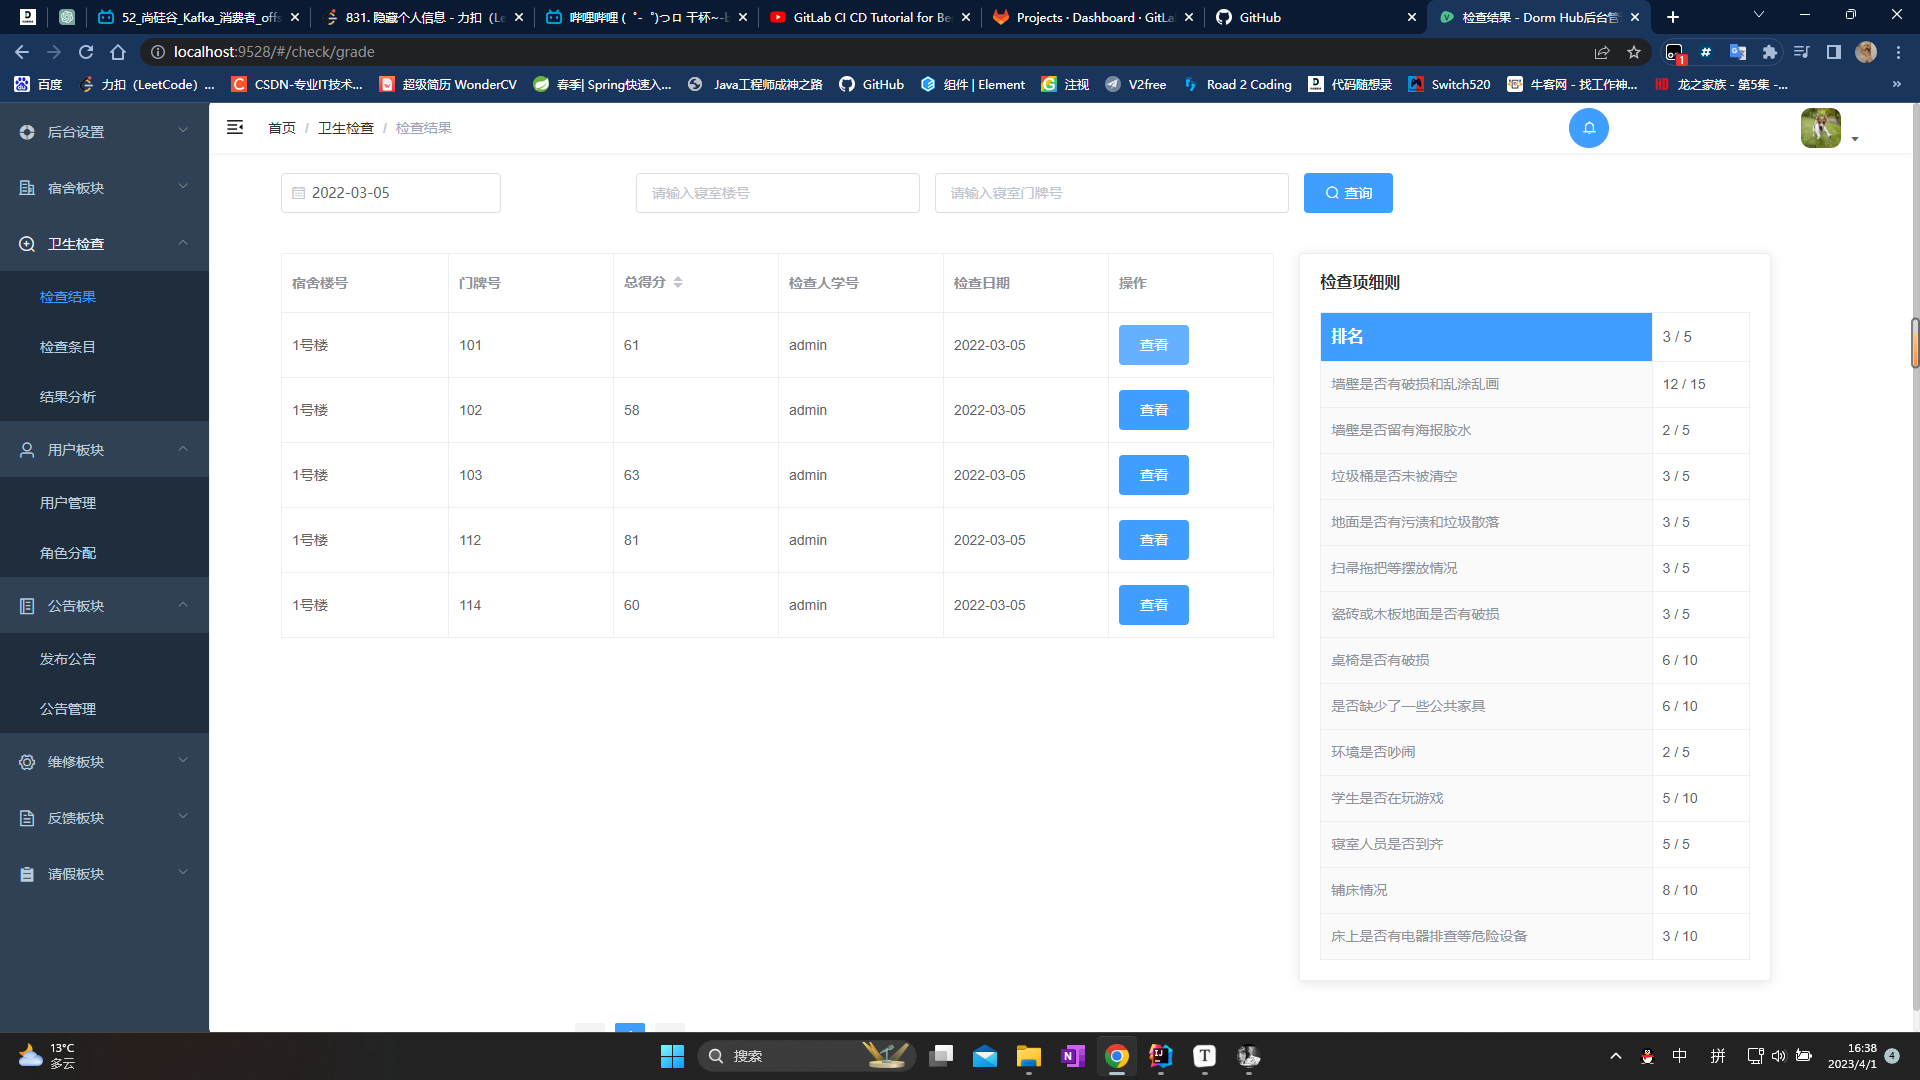 52_尚硅谷_Kafka_消费者_offs
831. 隐藏个人信息 - 力扣 (Le
哔哩哔哩 ( ゜- ゜)つロ 干杯~-b
GitLab CI CD Tutorial for Be
Projects · Dashboard · GitLa
GitHub
检查结果 - Dorm Hub后台管
localhost:9528/#/check/grade
百度
力扣（LeetCode）...
CSDN-专业IT技术...
超级简历 WonderCV
春季| Spring快速入...
Java工程师成神之路
GitHub
组件 | Element
注视
V2free
Road 2 Coding
代码随想录
Switch520
牛客网 - 找工作神...
龙之家族 - 第5集 -...
»
后台设置
宿舍板块
卫生检查
检查结果
检查条目
结果分析
用户板块
用户管理
角色分配
公告板块
发布公告
公告管理
维修板块
反馈板块
请假板块
首页 / 卫生检查 / 检查结果
2022-03-05
请输入寝室楼号
请输入寝室门牌号
查询
宿舍楼号 门牌号 总得分 检查人学号 检查日期 操作
1号楼 101 61 admin 2022-03-05 查看
1号楼 102 58 admin 2022-03-05 查看
1号楼 103 63 admin 2022-03-05 查看
1号楼 112 81 admin 2022-03-05 查看
1号楼 114 60 admin 2022-03-05 查看
检查项细则
排名 3 / 5
墙壁是否有破损和乱涂乱画 12 / 15
墙壁是否留有海报胶水 2 / 5
垃圾桶是否未被清空 3 / 5
地面是否有污渍和垃圾散落 3 / 5
扫帚拖把等摆放情况 3 / 5
瓷砖或木板地面是否有破损 3 / 5
桌椅是否有破损 6 / 10
是否缺少了一些公共家具 6 / 10
环境是否吵闹 2 / 5
学生是否在玩游戏 5 / 10
寝室人员是否到齐 5 / 5
铺床情况 8 / 10
床上是否有电器排查等危险设备 3 / 10
13°C
多云
搜索
中
拼
16:38
2023/4/1
4